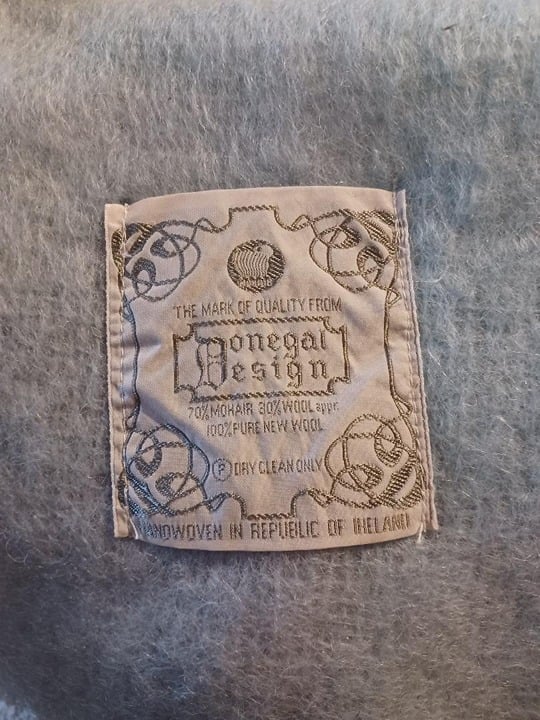 THE MARK OF QUALITY FROM
Donegal
Design
70% MOHAIR 30% WOOL appr.
100% PURE NEW WOOL
P DRY CLEAN ONLY
HANDWOVEN IN REPUBLIC OF IRELAND